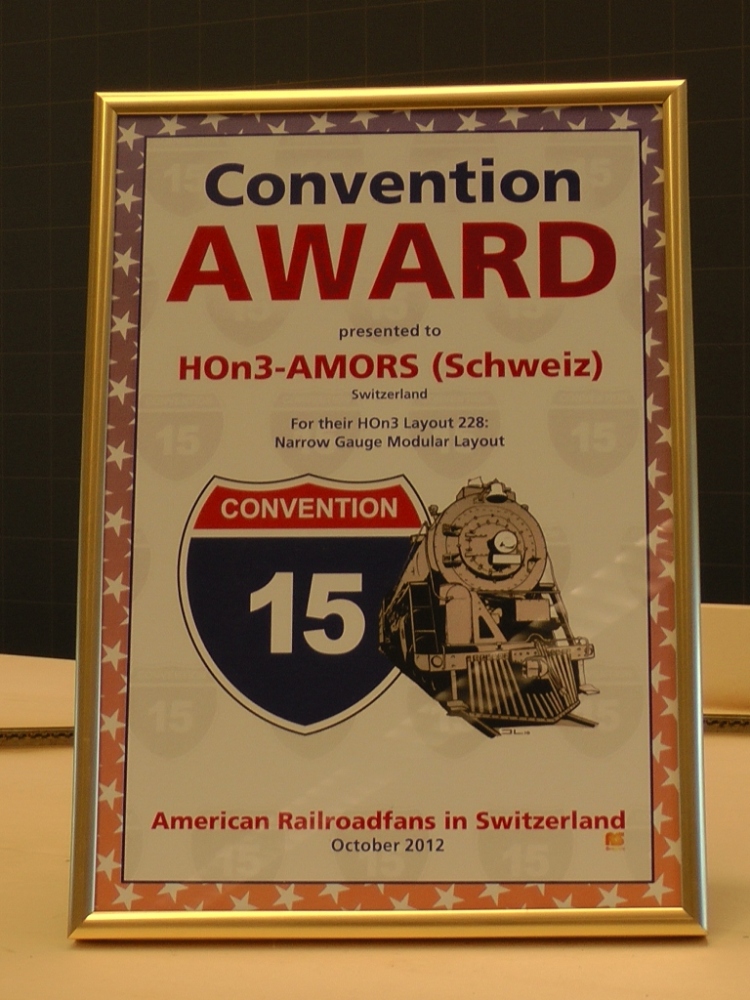 Convention
AWARD
presented to
HOn3-AMORS (Schweiz)
Switzerland
For their HOn3 Layout 228:
Narrow Gauge Modular Layout
CONVENTION
15
American Railroadfans in Switzerland
October 2012